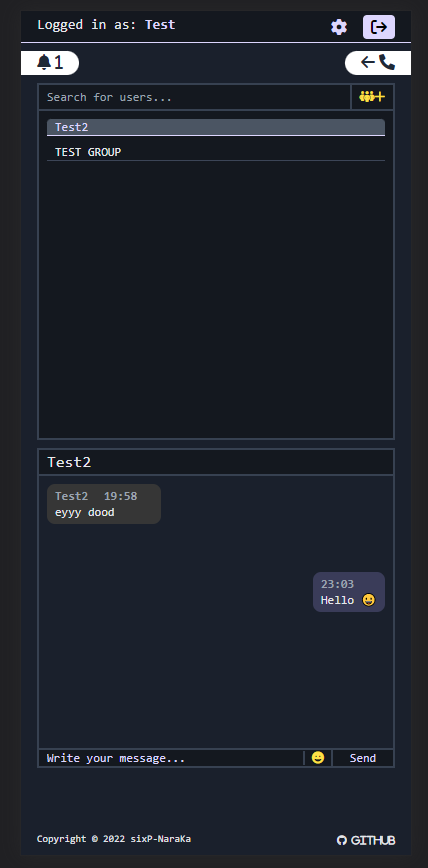 Logged in as: Test
1
Search for users...
Test2
TEST GROUP
Test2
Test2 19:58
eyyy dood
23:03
Hello 😀
Write your message...
Send
Copyright © 2022 sixP-NaraKa
GITHUB